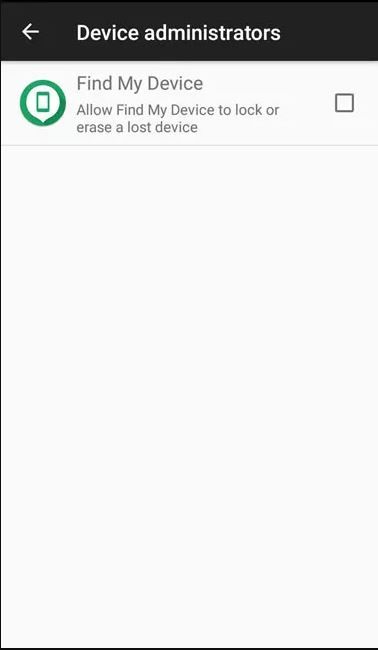 Device administrators
Find My Device
Allow Find My Device to lock or
erase a lost device